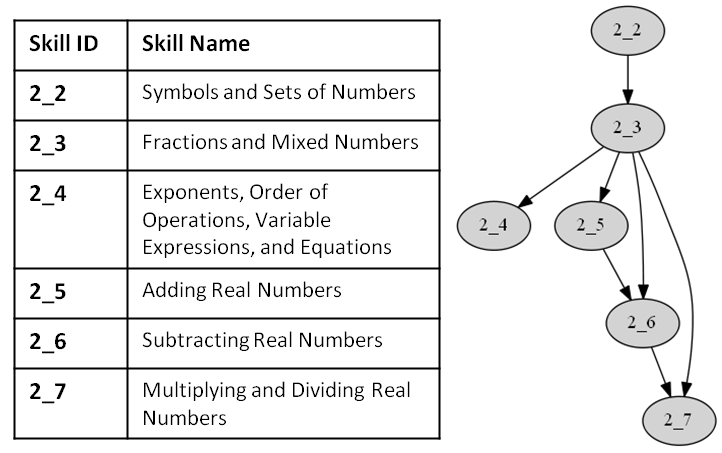 Skill ID Skill Name
2_2 Symbols and Sets of Numbers
2_3 Fractions and Mixed Numbers
2_4 Exponents, Order of
Operations, Variable
Expressions, and Equations
2_5 Adding Real Numbers
2_6 Subtracting Real Numbers
2_7 Multiplying and Dividing Real
Numbers
2_2
2_3
2_4 2_5
2_6
2_7